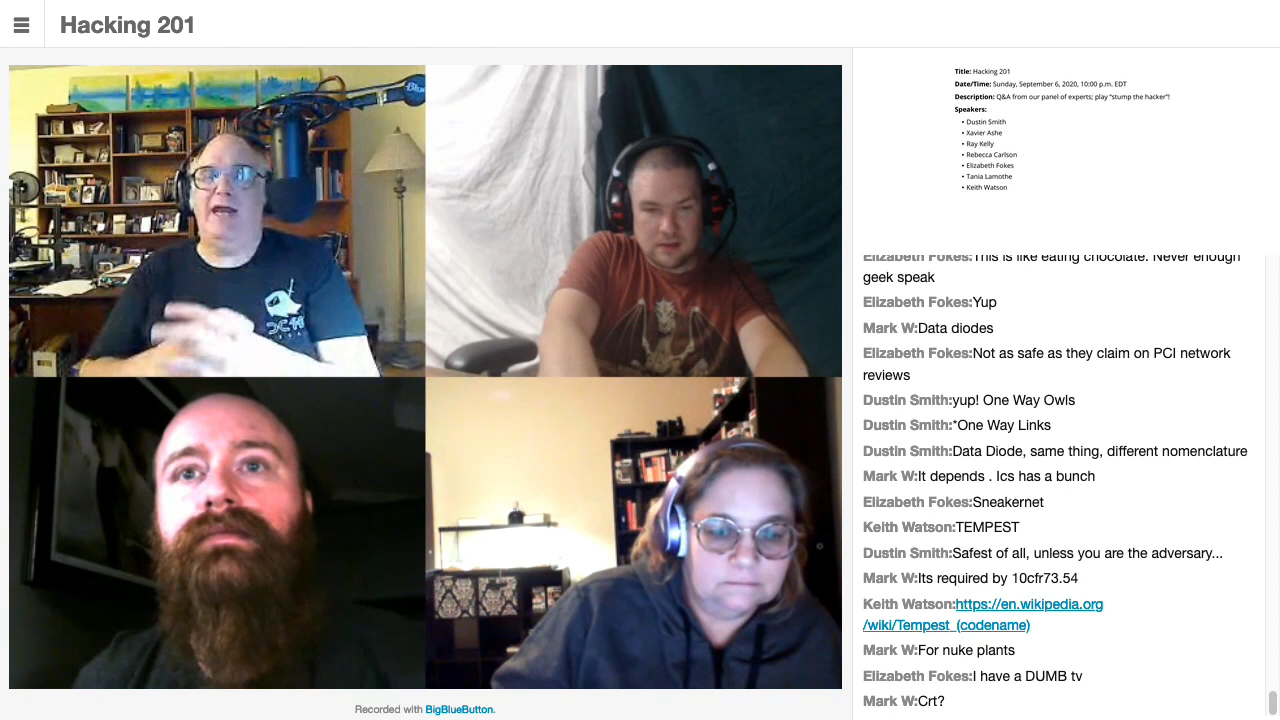 Hacking 201
Title: Hacking 201
Date/Time: Sunday, September 6, 2020, 10:00 p.m. EDT
Description: Q&A from our panel of experts; play "stump the hacker"!
Speakers:
• Dustin Smith
• Xavier Ashe
• Ray Kelly
• Rebecca Carlson
• Elizabeth Fokes
• Tania Lamothe
• Keith Watson
Elizabeth Fokes:This is like eating chocolate. Never enough
geek speak
Elizabeth Fokes:Yup
Mark W:Data diodes
Elizabeth Fokes:Not as safe as they claim on PCI network
reviews
Dustin Smith:yup! One Way Owls
Dustin Smith:*One Way Links
Dustin Smith:Data Diode, same thing, different nomenclature
Mark W:It depends . Ics has a bunch
Elizabeth Fokes:Sneakernet
Keith Watson:TEMPEST
Dustin Smith:Safest of all, unless you are the adversary...
Mark W:Its required by 10cfr73.54
Keith Watson:https://en.wikipedia.org
/wiki/Tempest_(codename)
Mark W:For nuke plants
Elizabeth Fokes:I have a DUMB tv
Mark W:Crt?
Blue
Recorded with BigBlueButton.